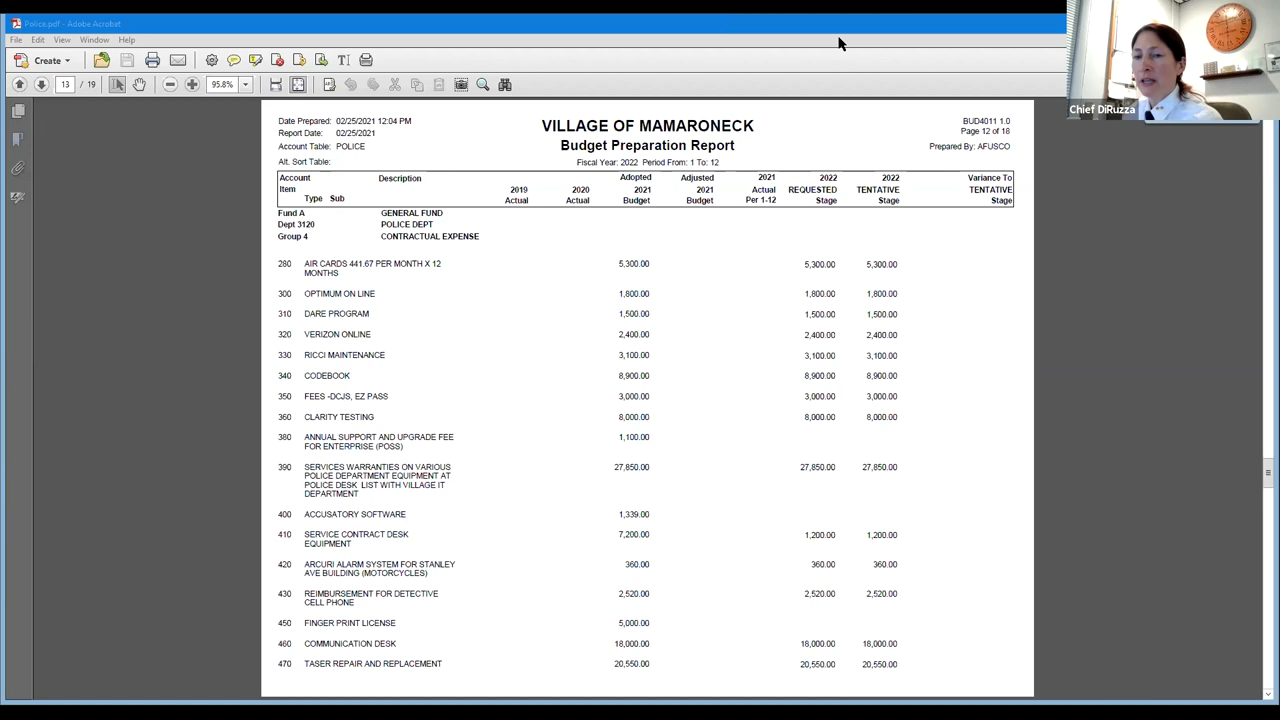 Police.pdf - Adobe Acrobat
File Edit View Window Help
Create
13 / 19 95.8%
Chief DiRuzza
Date Prepared: 02/25/2021 12:04 PM
Report Date: 02/25/2021
Account Table: POLICE
Alt. Sort Table:
VILLAGE OF MAMARONECK
Budget Preparation Report
Fiscal Year: 2022 Period From: 1 To: 12
BUD4011 1.0
Page 12 of 18
Prepared By: AFUSCO
Account Description Adopted Adjusted 2021 2022 2022 Variance To
Item 2019 2020 2021 2021 Actual REQUESTED TENTATIVE TENTATIVE
Type Sub Actual Actual Budget Budget Per 1-12 Stage Stage Stage
Fund A GENERAL FUND
Dept 3120 POLICE DEPT
Group 4 CONTRACTUAL EXPENSE
280 AIR CARDS 441.67 PER MONTH X 12 5,300.00 5,300.00 5,300.00
MONTHS
300 OPTIMUM ON LINE 1,800.00 1,800.00 1,800.00
310 DARE PROGRAM 1,500.00 1,500.00 1,500.00
320 VERIZON ONLINE 2,400.00 2,400.00 2,400.00
330 RICCI MAINTENANCE 3,100.00 3,100.00 3,100.00
340 CODEBOOK 8,900.00 8,900.00 8,900.00
350 FEES -DCJS, EZ PASS 3,000.00 3,000.00 3,000.00
360 CLARITY TESTING 8,000.00 8,000.00 8,000.00
380 ANNUAL SUPPORT AND UPGRADE FEE 1,100.00
FOR ENTERPRISE (POSS)
390 SERVICES WARRANTIES ON VARIOUS 27,850.00 27,850.00 27,850.00
POLICE DEPARTMENT EQUIPMENT AT
POLICE DESK LIST WITH VILLAGE IT
DEPARTMENT
400 ACCUSATORY SOFTWARE 1,339.00
410 SERVICE CONTRACT DESK 7,200.00 1,200.00 1,200.00
EQUIPMENT
420 ARCURI ALARM SYSTEM FOR STANLEY 360.00 360.00 360.00
AVE BUILDING (MOTORCYCLES)
430 REIMBURSEMENT FOR DETECTIVE 2,520.00 2,520.00 2,520.00
CELL PHONE
450 FINGER PRINT LICENSE 5,000.00
460 COMMUNICATION DESK 18,000.00 18,000.00 18,000.00
470 TASER REPAIR AND REPLACEMENT 20,550.00 20,550.00 20,550.00